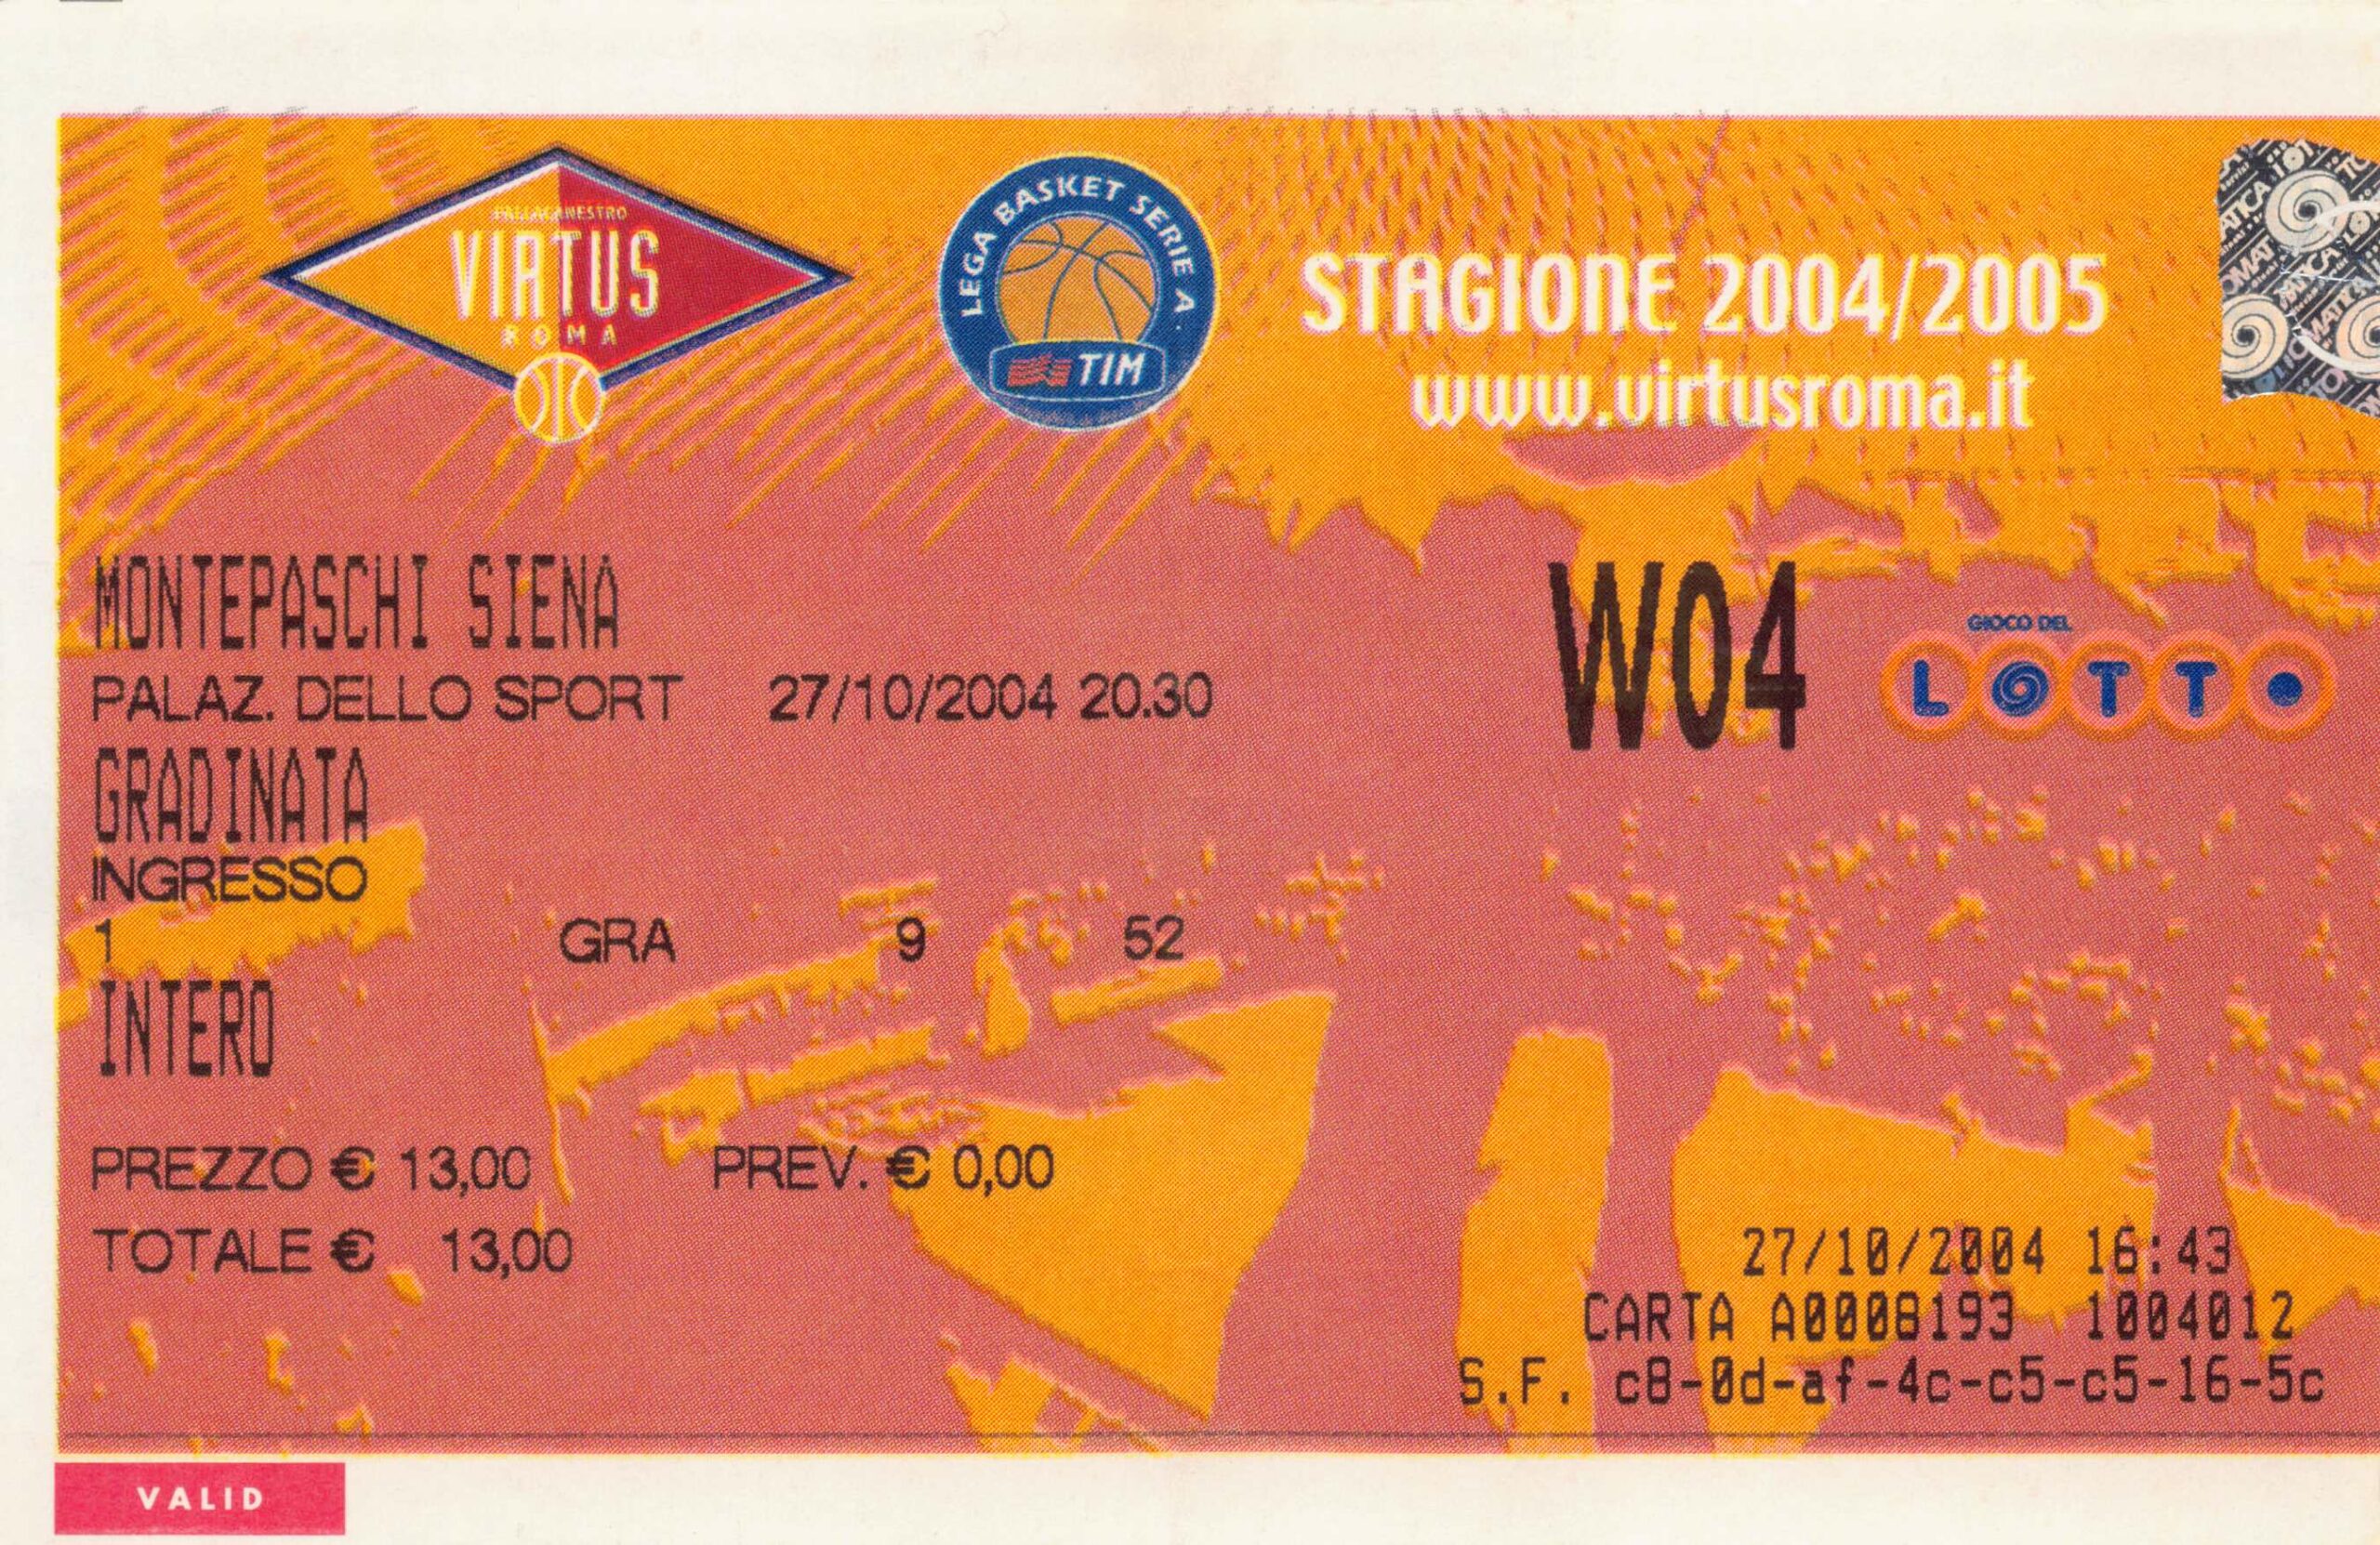 PALLACANESTRO
VIRTUS
ROMA
LEGA BASKET SERIE A
TIM
STAGIONE 2004/2005
www.virtusroma.it
MONTEPASCHI SIENA
PALAZ. DELLO SPORT 27/10/2004 20.30
W04
GIOCO DEL
LOTTO
GRADINATA
INGRESSO
1 GRA 9 52
INTERO
PREZZO € 13,00 PREV. € 0,00
TOTALE € 13,00
27/10/2004 16:43
CARTA A0008193 1004012
S.F. c8-0d-af-4c-c5-c5-16-5c
VALID